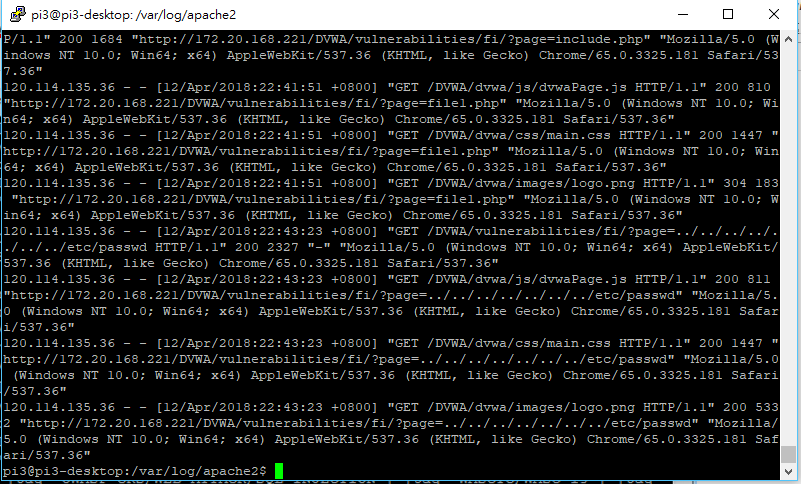 pi3@pi3-desktop: /var/log/apache2
P/1.1" 200 1684 "http://172.20.168.221/DVWA/vulnerabilities/fi/?page=include.php" "Mozilla/5.0 (W
indows NT 10.0; Win64; x64) AppleWebKit/537.36 (KHTML, like Gecko) Chrome/65.0.3325.181 Safari/53
7.36"
120.114.135.36 - - [12/Apr/2018:22:41:51 +0800] "GET /DVWA/dvwa/js/dvwaPage.js HTTP/1.1" 200 810
"http://172.20.168.221/DVWA/vulnerabilities/fi/?page=file1.php" "Mozilla/5.0 (Windows NT 10.0; Wi
n64; x64) AppleWebKit/537.36 (KHTML, like Gecko) Chrome/65.0.3325.181 Safari/537.36"
120.114.135.36 - - [12/Apr/2018:22:41:51 +0800] "GET /DVWA/dvwa/css/main.css HTTP/1.1" 200 1447 "
http://172.20.168.221/DVWA/vulnerabilities/fi/?page=file1.php" "Mozilla/5.0 (Windows NT 10.0; Win
64; x64) AppleWebKit/537.36 (KHTML, like Gecko) Chrome/65.0.3325.181 Safari/537.36"
120.114.135.36 - - [12/Apr/2018:22:41:51 +0800] "GET /DVWA/dvwa/images/logo.png HTTP/1.1" 304 183
"http://172.20.168.221/DVWA/vulnerabilities/fi/?page=file1.php" "Mozilla/5.0 (Windows NT 10.0; W
in64; x64) AppleWebKit/537.36 (KHTML, like Gecko) Chrome/65.0.3325.181 Safari/537.36"
120.114.135.36 - - [12/Apr/2018:22:43:23 +0800] "GET /DVWA/vulnerabilities/fi/?page=../../../../.
./../../etc/passwd HTTP/1.1" 200 2327 "-" "Mozilla/5.0 (Windows NT 10.0; Win64; x64) AppleWebKit/
537.36 (KHTML, like Gecko) Chrome/65.0.3325.181 Safari/537.36"
120.114.135.36 - - [12/Apr/2018:22:43:23 +0800] "GET /DVWA/dvwa/js/dvwaPage.js HTTP/1.1" 200 811
"http://172.20.168.221/DVWA/vulnerabilities/fi/?page=../../../../../../../etc/passwd" "Mozilla/5.
0 (Windows NT 10.0; Win64; x64) AppleWebKit/537.36 (KHTML, like Gecko) Chrome/65.0.3325.181 Safar
i/537.36"
120.114.135.36 - - [12/Apr/2018:22:43:23 +0800] "GET /DVWA/dvwa/css/main.css HTTP/1.1" 200 1447 "
http://172.20.168.221/DVWA/vulnerabilities/fi/?page=../../../../../../../etc/passwd" "Mozilla/5.0
(Windows NT 10.0; Win64; x64) AppleWebKit/537.36 (KHTML, like Gecko) Chrome/65.0.3325.181 Safari
/537.36"
120.114.135.36 - - [12/Apr/2018:22:43:23 +0800] "GET /DVWA/dvwa/images/logo.png HTTP/1.1" 200 533
2 "http://172.20.168.221/DVWA/vulnerabilities/fi/?page=../../../../../../../etc/passwd" "Mozilla/
5.0 (Windows NT 10.0; Win64; x64) AppleWebKit/537.36 (KHTML, like Gecko) Chrome/65.0.3325.181 Saf
ari/537.36"
pi3@pi3-desktop:/var/log/apache2$